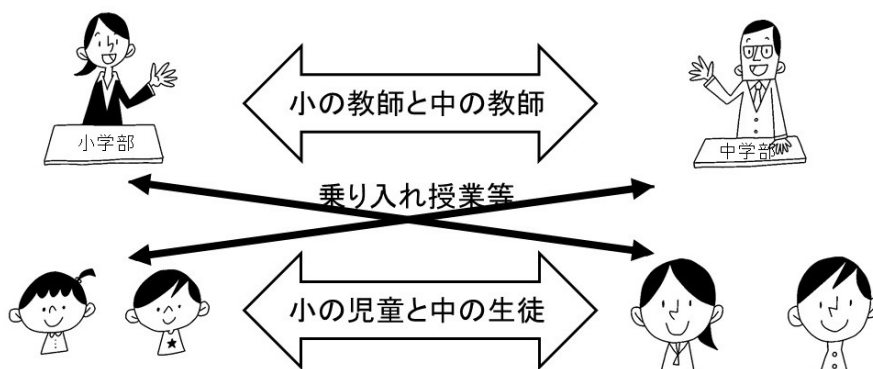 小の教師と中の教師
小学部
中学部
乗り入れ授業等
小の児童と中の生徒